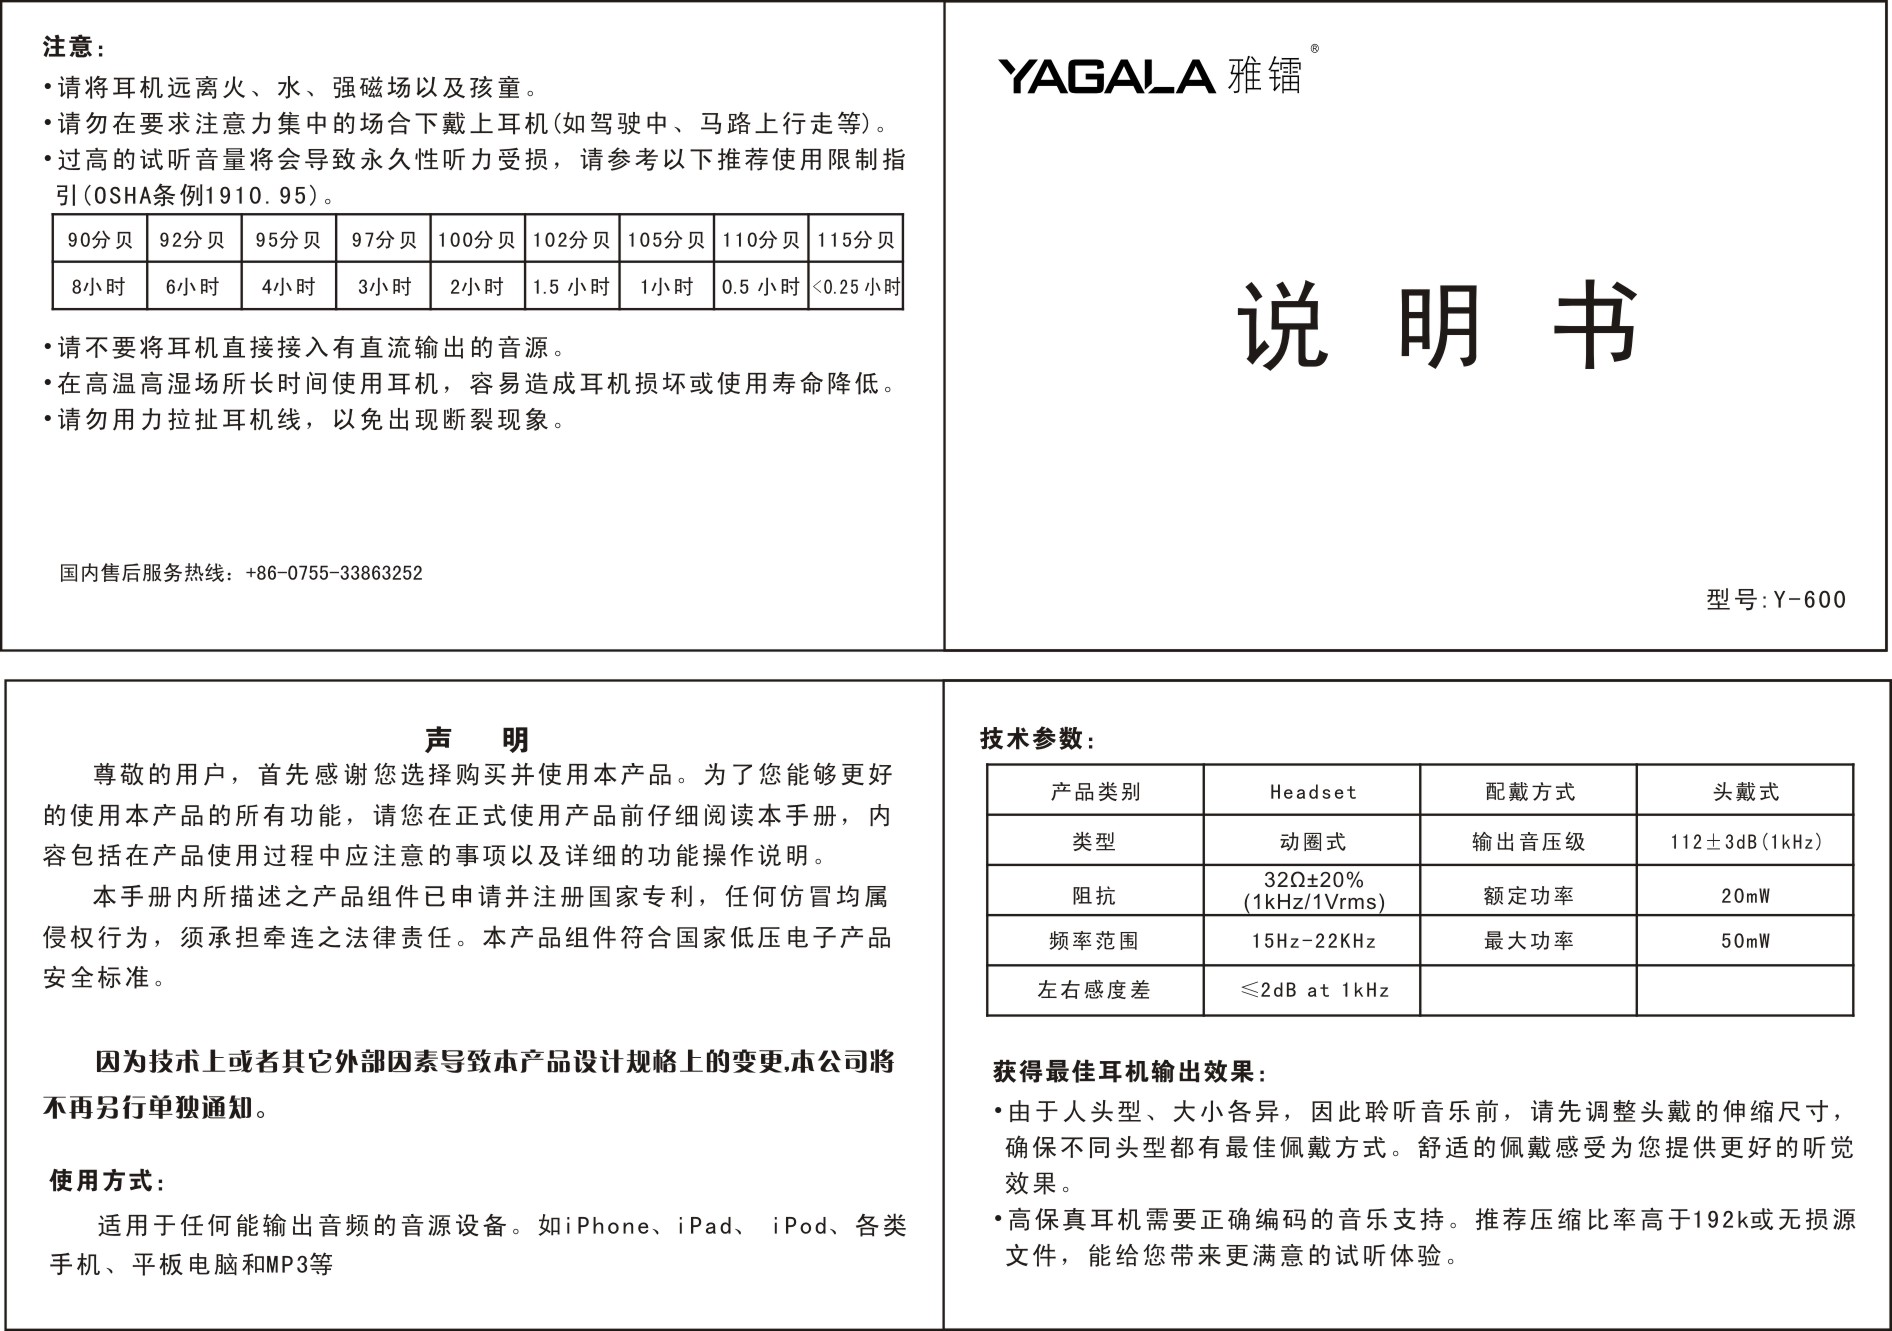 注意：
•请将耳机远离火、水、强磁场以及孩童。
•请勿在要求注意力集中的场合下戴上耳机(如驾驶中、马路上行走等)。
•过高的试听音量将会导致永久性听力受损，请参考以下推荐使用限制指
引(OSHA条例1910.95)。
90分贝 92分贝 95分贝 97分贝 100分贝 102分贝 105分贝 110分贝 115分贝
8小时 6小时 4小时 3小时 2小时 1.5 小时 1小时 0.5 小时 <0.25 小时
•请不要将耳机直接接入有直流输出的音源。
•在高温高湿场所长时间使用耳机，容易造成耳机损坏或使用寿命降低。
•请勿用力拉扯耳机线，以免出现断裂现象。
国内售后服务热线：+86-0755-33863252
YAGALA 雅镭®
说明书
型号:Y-600
声 明
尊敬的用户，首先感谢您选择购买并使用本产品。为了您能够更好
的使用本产品的所有功能，请您在正式使用产品前仔细阅读本手册，内
容包括在产品使用过程中应注意的事项以及详细的功能操作说明。
本手册内所描述之产品组件已申请并注册国家专利，任何仿冒均属
侵权行为，须承担牵连之法律责任。本产品组件符合国家低压电子产品
安全标准。
因为技术上或者其它外部因素导致本产品设计规格上的变更,本公司将
不再另行单独通知。
使用方式：
适用于任何能输出音频的音源设备。如iPhone、iPad、 iPod、各类
手机、平板电脑和MP3等
技术参数：
产品类别 Headset 配戴方式 头戴式
类型 动圈式 输出音压级 112±3dB(1kHz)
阻抗 32Ω±20% 额定功率 20mW
(1kHz/1Vrms)
频率范围 15Hz-22KHz 最大功率 50mW
左右感度差 ≤2dB at 1kHz
获得最佳耳机输出效果：
•由于人头型、大小各异，因此聆听音乐前，请先调整头戴的伸缩尺寸，
确保不同头型都有最佳佩戴方式。舒适的佩戴感受为您提供更好的听觉
效果。
•高保真耳机需要正确编码的音乐支持。推荐压缩比率高于192k或无损源
文件，能给您带来更满意的试听体验。